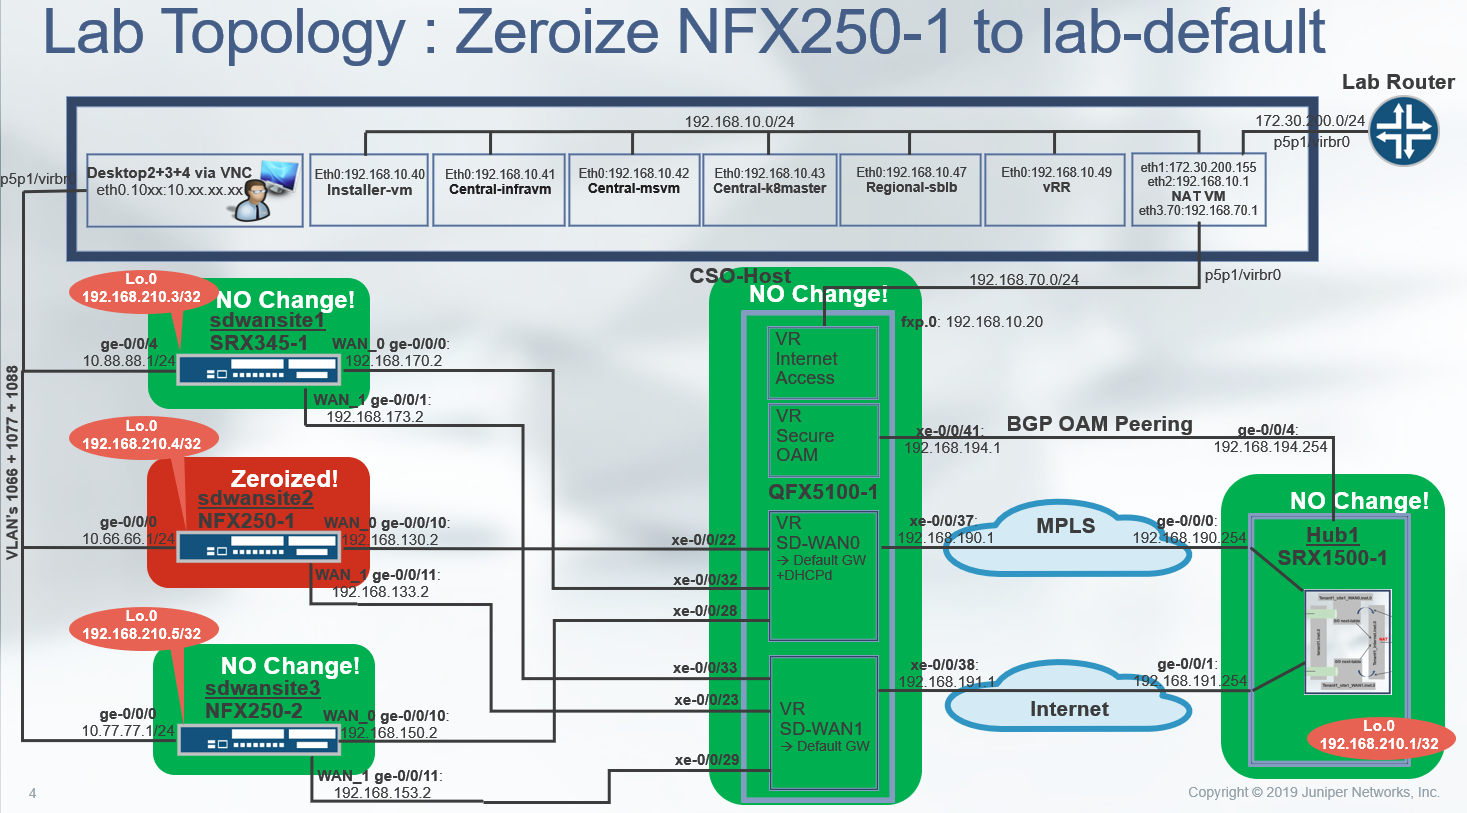 Lab Topology : Zeroize NFX250-1 to lab-default
Lab Router
192.168.10.0/24
172.30.200.0/24
p5p1/virbr0
p5p1/virbr
Desktop2+3+4 via VNC
eth0.10xx:10.xx.xx.xx
Eth0:192.168.10.40
Installer-vm
Eth0:192.168.10.41
Central-infravm
Eth0:192.168.10.42
Central-msvm
Eth0:192.168.10.43
Central-k8master
Eth0:192.168.10.47
Regional-sblb
Eth0:192.168.10.49
vRR
eth1:172.30.200.155
eth2:192.168.10.1
NAT VM
eth3.70:192.168.70.1
CSO-Host
192.168.70.0/24
p5p1/virbr0
Lo.0
192.168.210.3/32
NO Change!
sdwansite1
SRX345-1
ge-0/0/4
10.88.88.1/24
WAN_0 ge-0/0/0:
192.168.170.2
WAN_1 ge-0/0/1:
192.168.173.2
VLAN's 1066 + 1077 + 1088
Lo.0
192.168.210.4/32
Zeroized!
sdwansite2
NFX250-1
ge-0/0/0
10.66.66.1/24
WAN_0 ge-0/0/10:
192.168.130.2
WAN_1 ge-0/0/11:
192.168.133.2
Lo.0
192.168.210.5/32
NO Change!
sdwansite3
NFX250-2
ge-0/0/0
10.77.77.1/24
WAN_0 ge-0/0/10:
192.168.150.2
WAN_1 ge-0/0/11:
192.168.153.2
NO Change!
fxp.0: 192.168.10.20
VR
Internet
Access
VR
Secure
OAM
QFX5100-1
VR
SD-WAN0
→ Default GW
+DHCPd
VR
SD-WAN1
→ Default GW
xe-0/0/22
xe-0/0/32
xe-0/0/28
xe-0/0/33
xe-0/0/23
xe-0/0/29
xe-0/0/41:
192.168.194.1
BGP OAM Peering
ge-0/0/4:
192.168.194.254
xe-0/0/37:
192.168.190.1
MPLS
ge-0/0/0:
192.168.190.254
xe-0/0/38:
192.168.191.1
Internet
ge-0/0/1:
192.168.191.254
NO Change!
Hub1
SRX1500-1
Lo.0
192.168.210.1/32
4
Copyright © 2019 Juniper Networks, Inc.